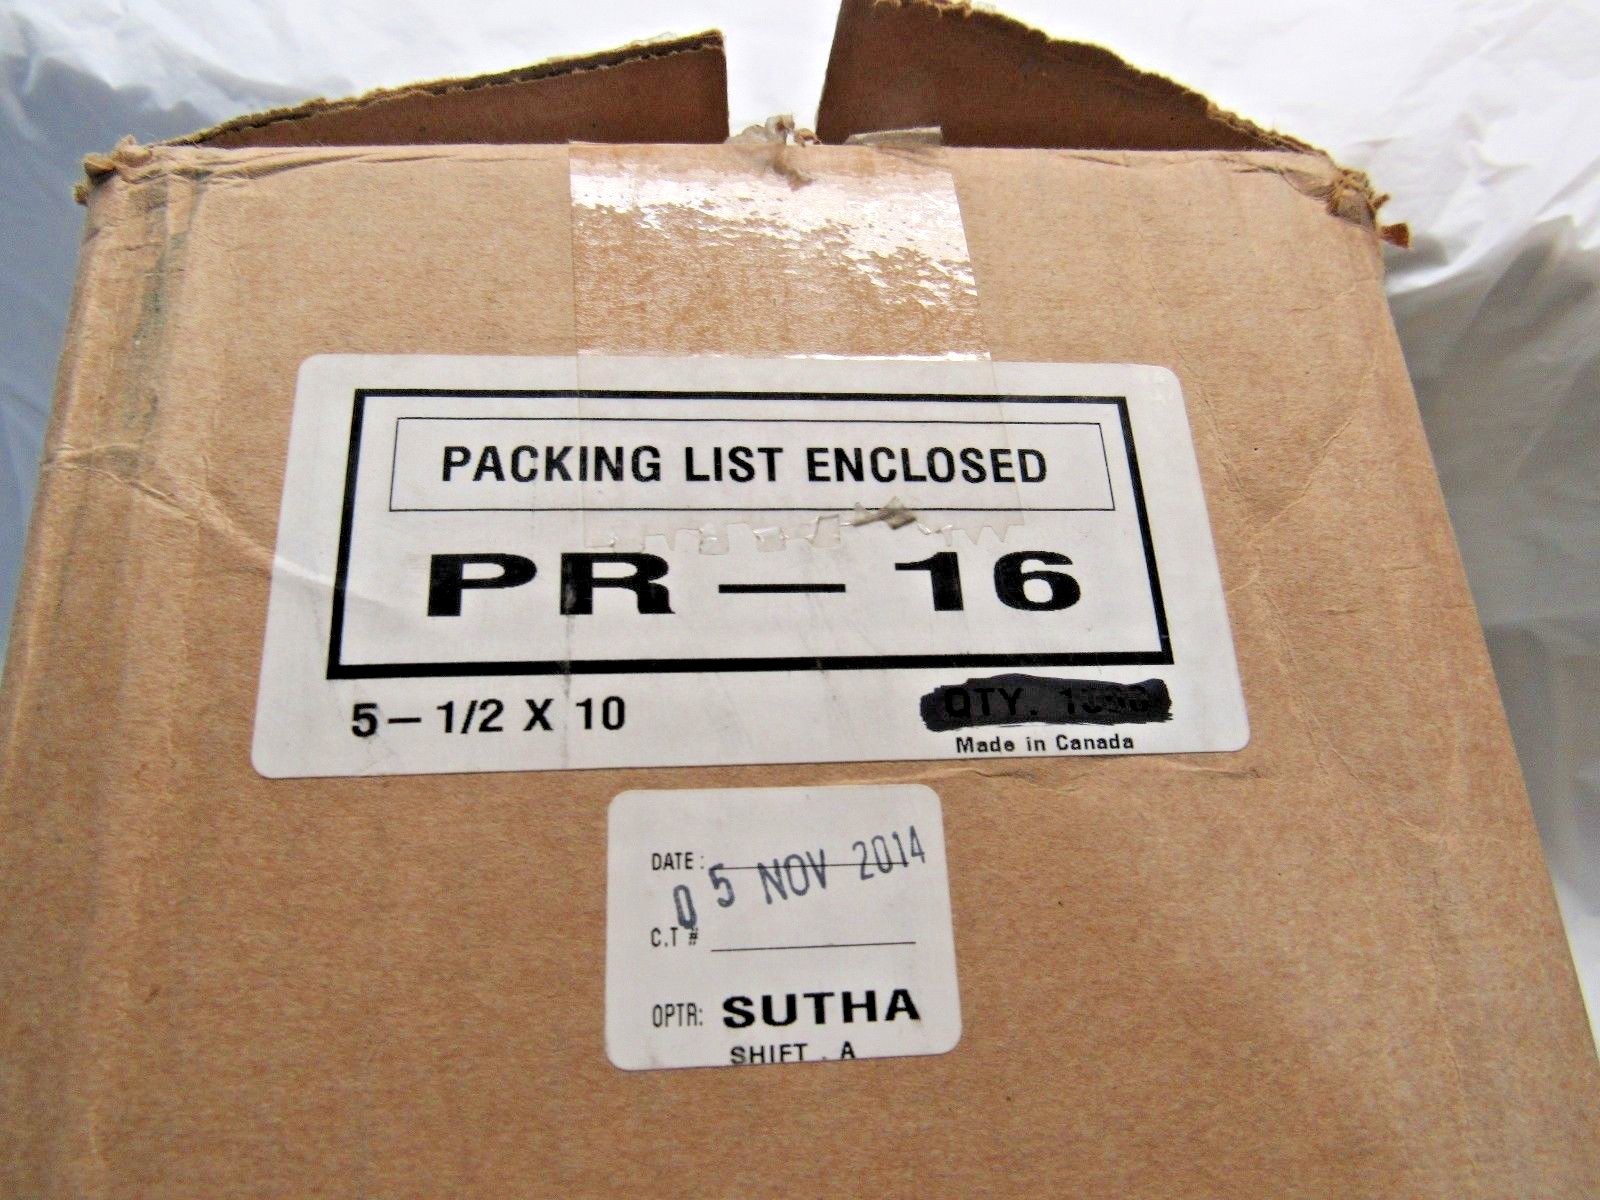 PACKING LIST ENCLOSED
PR — 16
5 – 1/2 X 10
QTY.
Made in Canada
DATE :
05 NOV 2014
C.T #
OPTR: SUTHA
SHIFT . A